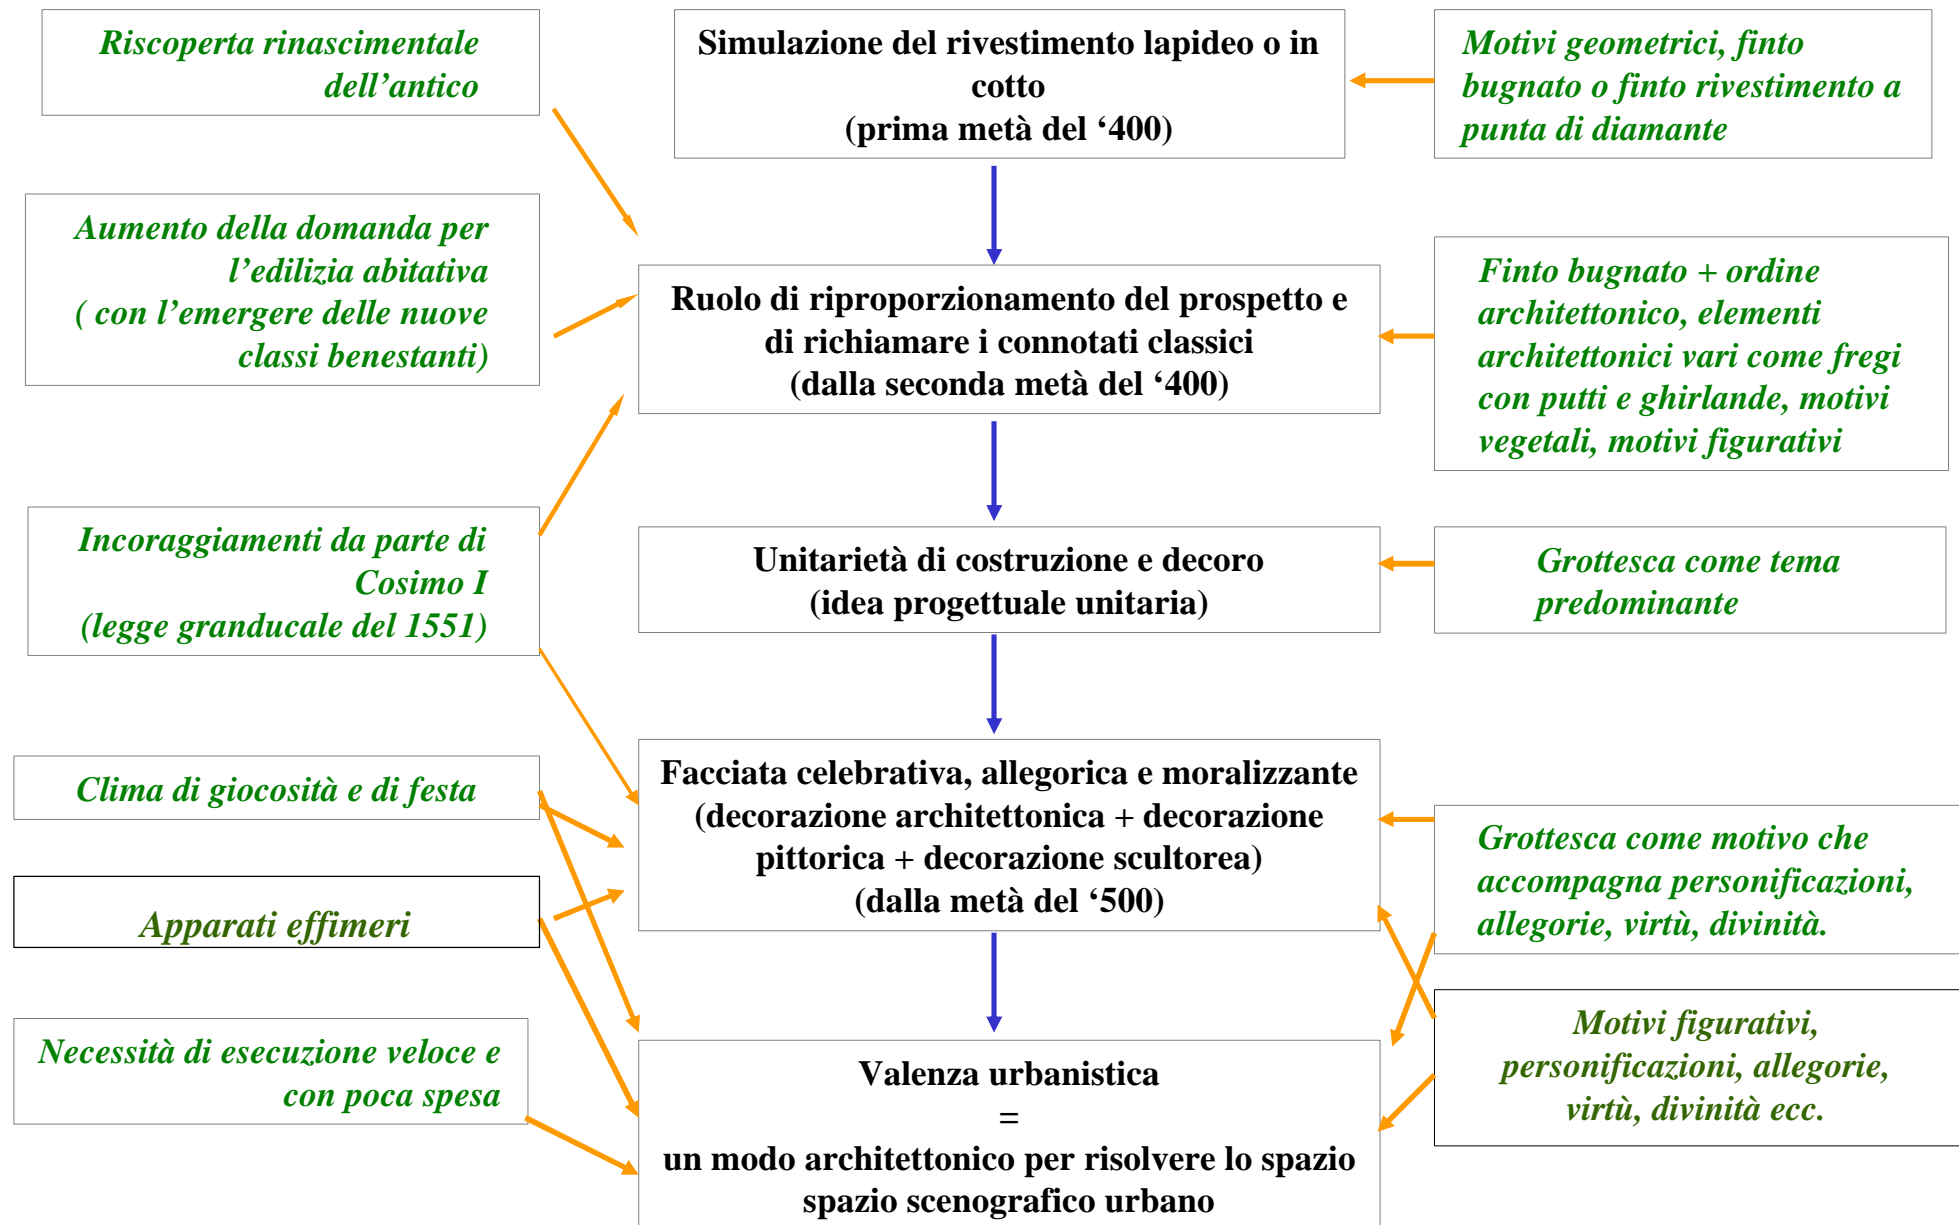 Riscoperta rinascimentale
dell’antico
Simulazione del rivestimento lapideo o in
cotto
(prima metà del ‘400)
Motivi geometrici, finto
bugnato o finto rivestimento a
punta di diamante
Aumento della domanda per
l’edilizia abitativa
( con l’emergere delle nuove
classi benestanti)
Ruolo di riproporzionamento del prospetto e
di richiamare i connotati classici
(dalla seconda metà del ‘400)
Finto bugnato + ordine
architettonico, elementi
architettonici vari come fregi
con putti e ghirlande, motivi
vegetali, motivi figurativi
Incoraggiamenti da parte di
Cosimo I
(legge granducale del 1551)
Unitarietà di costruzione e decoro
(idea progettuale unitaria)
Grottesca come tema
predominante
Clima di giocosità e di festa
Facciata celebrativa, allegorica e moralizzante
(decorazione architettonica + decorazione
pittorica + decorazione scultorea)
(dalla metà del ‘500)
Grottesca come motivo che
accompagna personificazioni,
allegorie, virtù, divinità.
Apparati effimeri
Motivi figurativi,
personificazioni, allegorie,
virtù, divinità ecc.
Necessità di esecuzione veloce e
con poca spesa
Valenza urbanistica
=
un modo architettonico per risolvere lo spazio
spazio scenografico urbano